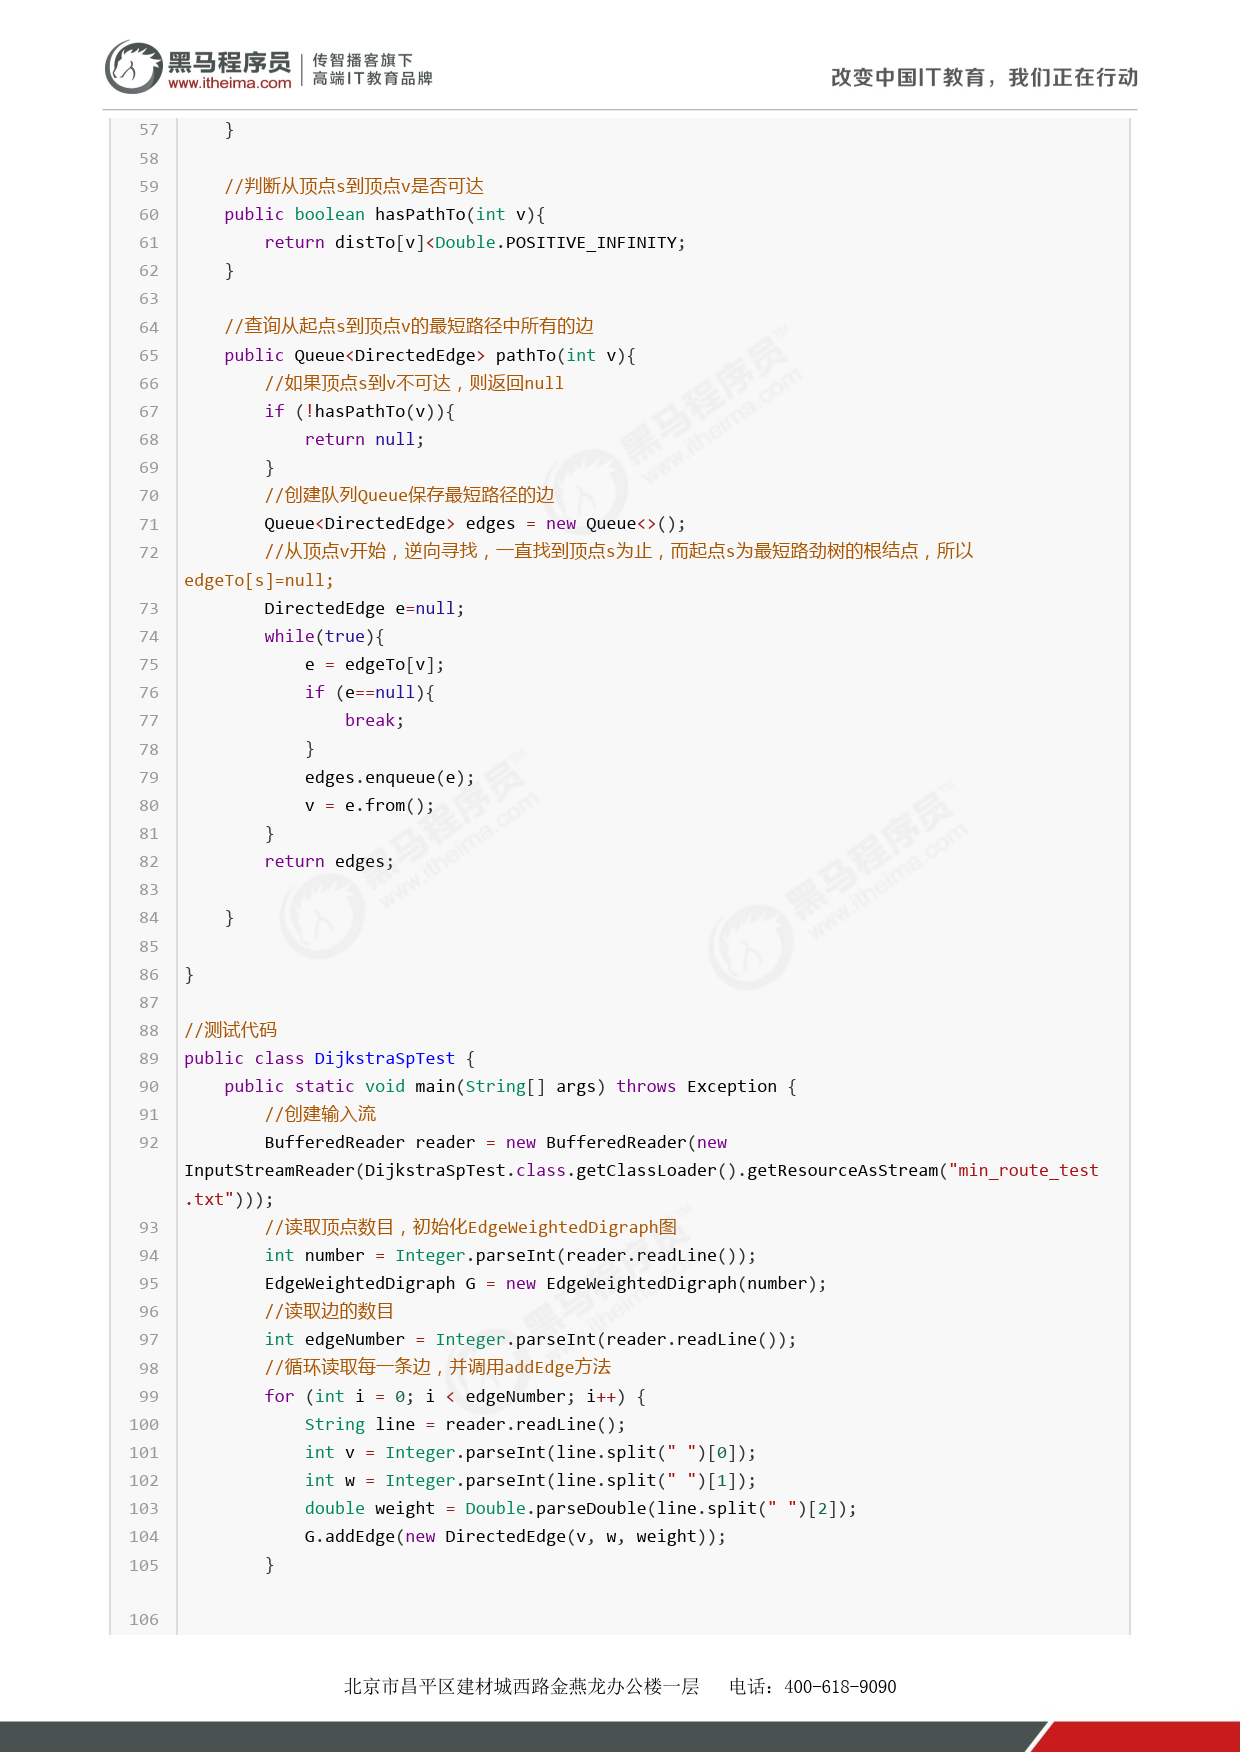 黑马程序员 传智播客旗下
www.itheima.com 高端IT教育品牌
改变中国IT教育，我们正在行动
57     }
58
59     //判断从顶点s到顶点v是否可达
60     public boolean hasPathTo(int v){
61         return distTo[v]<Double.POSITIVE_INFINITY;
62     }
63
64     //查询从起点s到顶点v的最短路径中所有的边
65     public Queue<DirectedEdge> pathTo(int v){
66         //如果顶点s到v不可达，则返回null
67         if (!hasPathTo(v)){
68             return null;
69         }
70         //创建队列Queue保存最短路径的边
71         Queue<DirectedEdge> edges = new Queue<>();
72         //从顶点v开始，逆向寻找，一直找到顶点s为止，而起点s为最短路劲树的根结点，所以
edgeTo[s]=null;
73         DirectedEdge e=null;
74         while(true){
75             e = edgeTo[v];
76             if (e==null){
77                 break;
78             }
79             edges.enqueue(e);
80             v = e.from();
81         }
82         return edges;
83
84     }
85
86 }
87
88 //测试代码
89 public class DijkstraSpTest {
90     public static void main(String[] args) throws Exception {
91         //创建输入流
92         BufferedReader reader = new BufferedReader(new
InputStreamReader(DijkstraSpTest.class.getClassLoader().getResourceAsStream("min_route_test
.txt")));
93         //读取顶点数目，初始化EdgeWeightedDigraph图
94         int number = Integer.parseInt(reader.readLine());
95         EdgeWeightedDigraph G = new EdgeWeightedDigraph(number);
96         //读取边的数目
97         int edgeNumber = Integer.parseInt(reader.readLine());
98         //循环读取每一条边，并调用addEdge方法
99         for (int i = 0; i < edgeNumber; i++) {
100             String line = reader.readLine();
101             int v = Integer.parseInt(line.split(" ")[0]);
102             int w = Integer.parseInt(line.split(" ")[1]);
103             double weight = Double.parseDouble(line.split(" ")[2]);
104             G.addEdge(new DirectedEdge(v, w, weight));
105         }
106
北京市昌平区建材城西路金燕龙办公楼一层 电话：400-618-9090